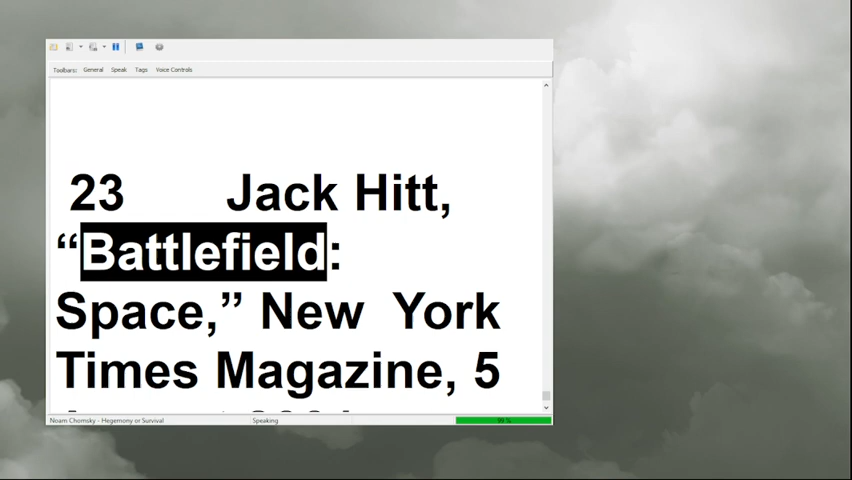 Toolbars: General Speak Tags Voice Controls
23 Jack Hitt,
“Battlefield:
Space,” New York
Times Magazine, 5
Noam Chomsky - Hegemony or Survival Speaking 99 %